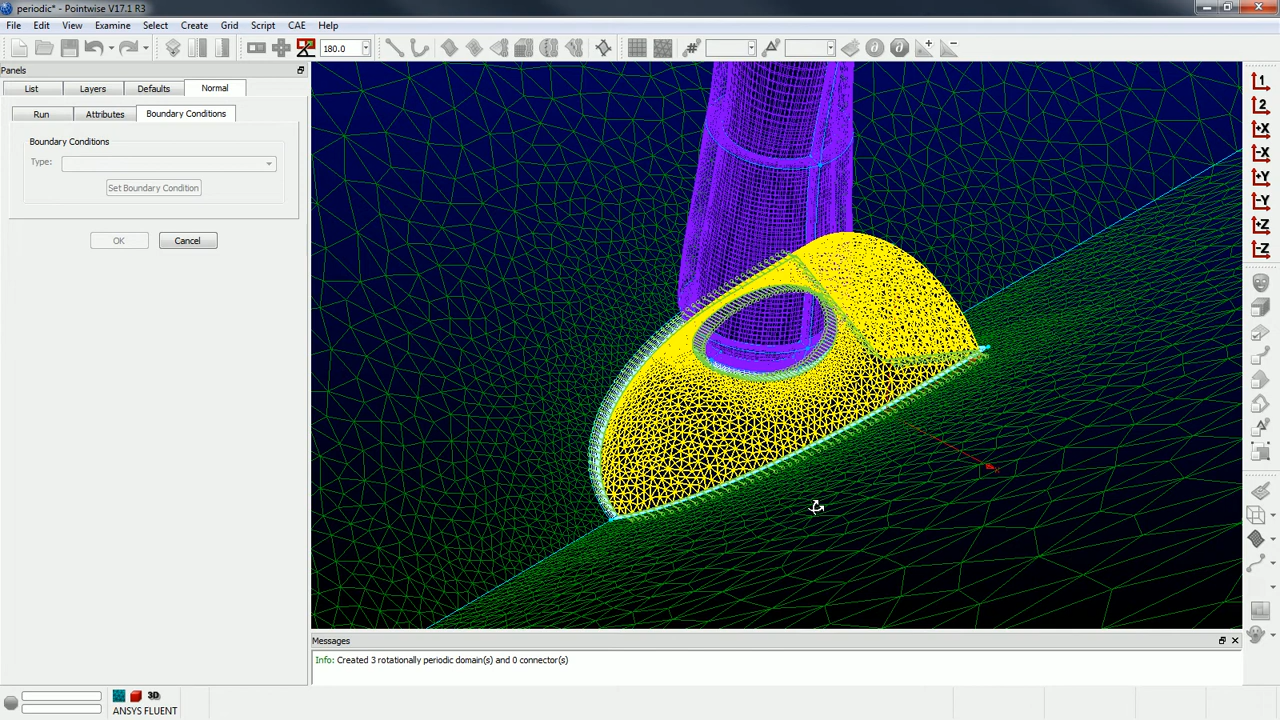 periodic* - Pointwise V17.1 R3
File Edit View Examine Select Create Grid Script CAE Help
180.0
Panels
List Layers Defaults Normal
Run Attributes Boundary Conditions
Boundary Conditions
Type:
Set Boundary Condition
OK Cancel
1
2
+X
-X
+Y
-Y
+Z
-Z
x
Messages
Info: Created 3 rotationally periodic domain(s) and 0 connector(s)
3D
ANSYS FLUENT